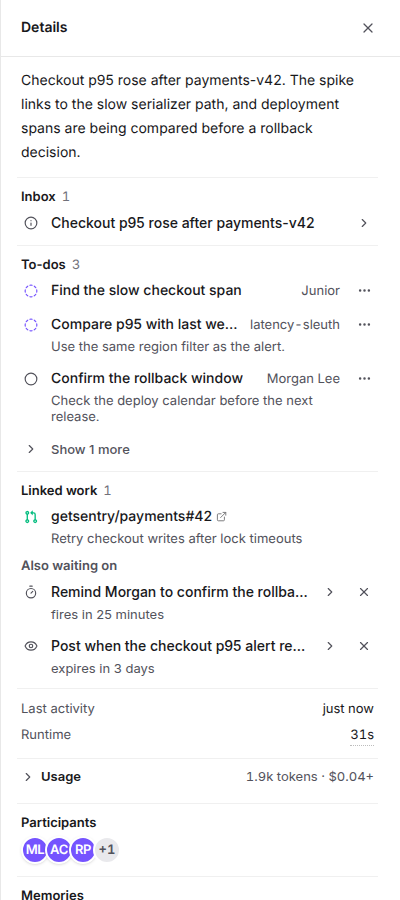 Details
Checkout p95 rose after payments-v42. The spike
links to the slow serializer path, and deployment
spans are being compared before a rollback
decision.
Inbox 1
Checkout p95 rose after payments-v42
To-dos 3
Find the slow checkout span Junior
Compare p95 with last we... latency-sleuth
Use the same region filter as the alert.
Confirm the rollback window Morgan Lee
Check the deploy calendar before the next
release.
Show 1 more
Linked work 1
getsentry/payments#42
Retry checkout writes after lock timeouts
Also waiting on
Remind Morgan to confirm the rollba...
fires in 25 minutes
Post when the checkout p95 alert re...
expires in 3 days
Last activity just now
Runtime 31s
Usage 1.9k tokens · $0.04+
Participants
ML AC RP +1
Memories